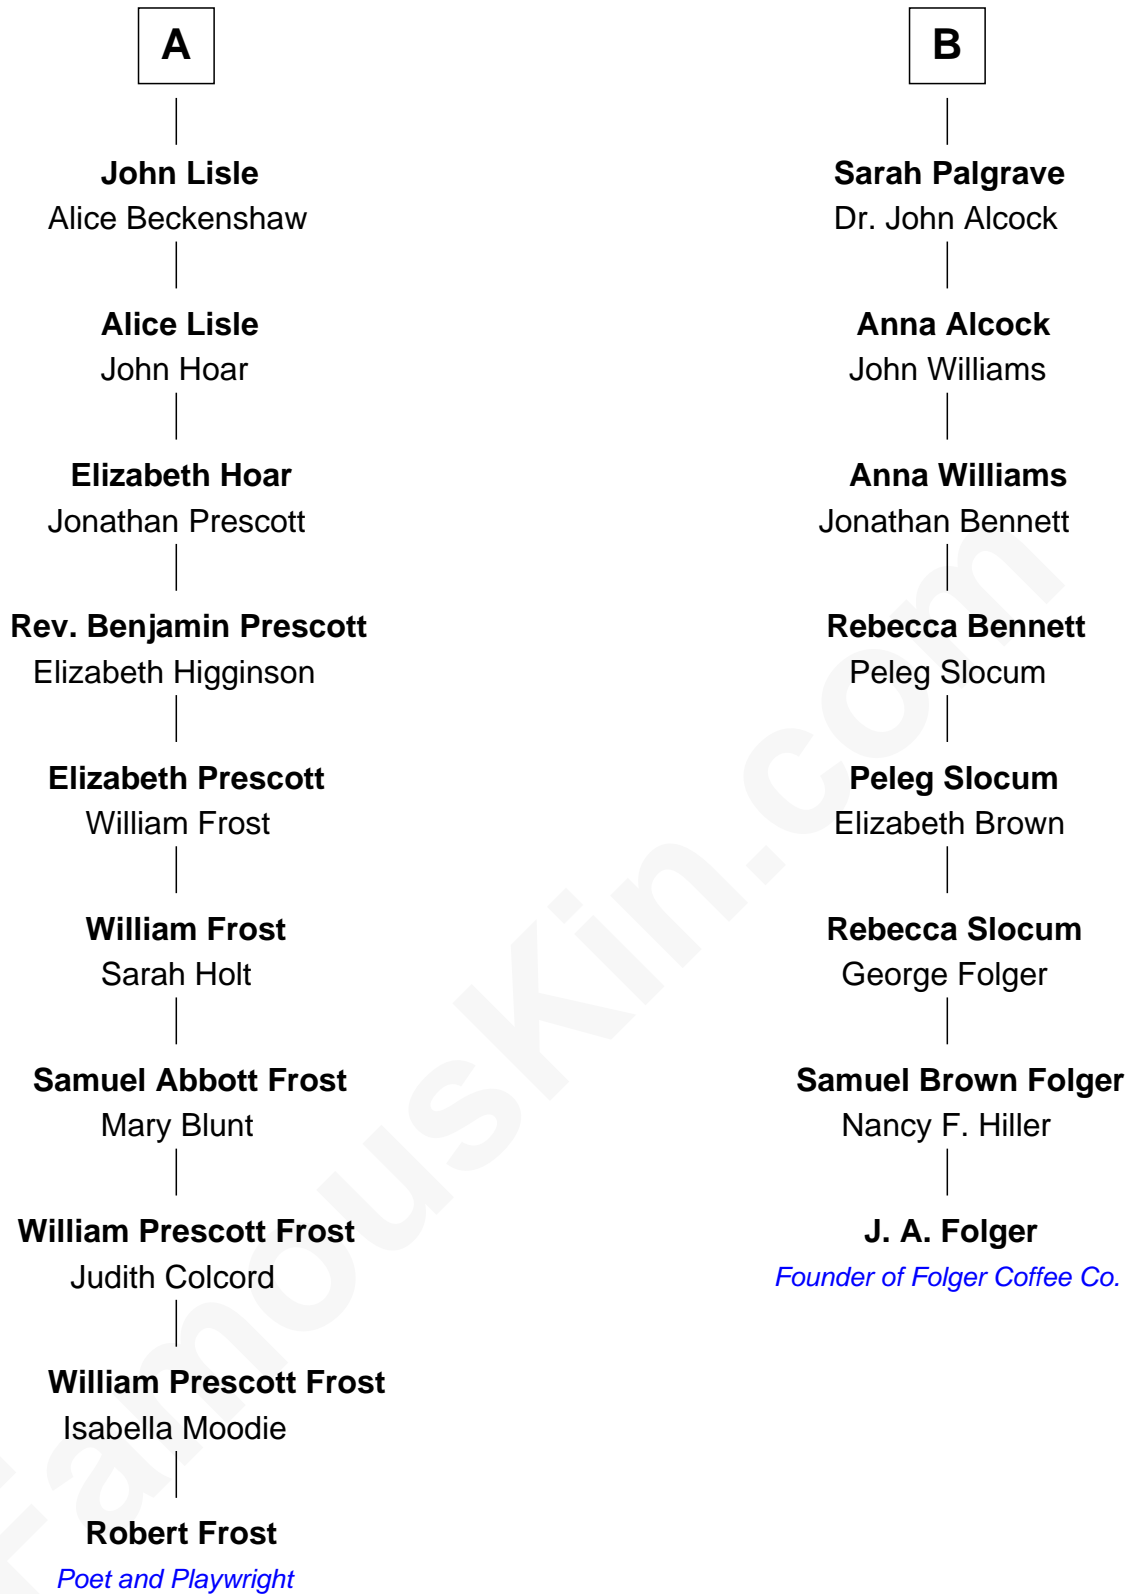 A
John Lisle
Alice Beckenshaw
Alice Lisle
John Hoar
Elizabeth Hoar
Jonathan Prescott
Rev. Benjamin Prescott
Elizabeth Higginson
Elizabeth Prescott
William Frost
William Frost
Sarah Holt
Samuel Abbott Frost
Mary Blunt
William Prescott Frost
Judith Colcord
William Prescott Frost
Isabella Moodie
Robert Frost
Poet and Playwright
B
Sarah Palgrave
Dr. John Alcock
Anna Alcock
John Williams
Anna Williams
Jonathan Bennett
Rebecca Bennett
Peleg Slocum
Peleg Slocum
Elizabeth Brown
Rebecca Slocum
George Folger
Samuel Brown Folger
Nancy F. Hiller
J. A. Folger
Founder of Folger Coffee Co.
FamousKin.com